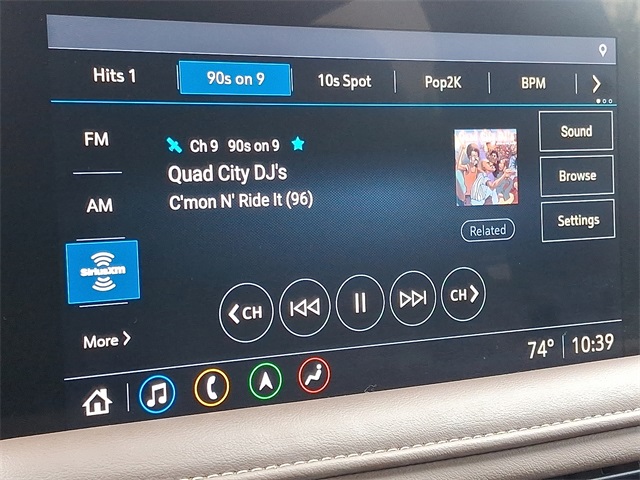 Hits 1 90s on 9 10s Spot Pop2K BPM
FM
AM
SiriusXM
More
Ch 9 90s on 9
Quad City DJ's
C'mon N' Ride It (96)
Related
Sound
Browse
Settings
CH CH
74° 10:39